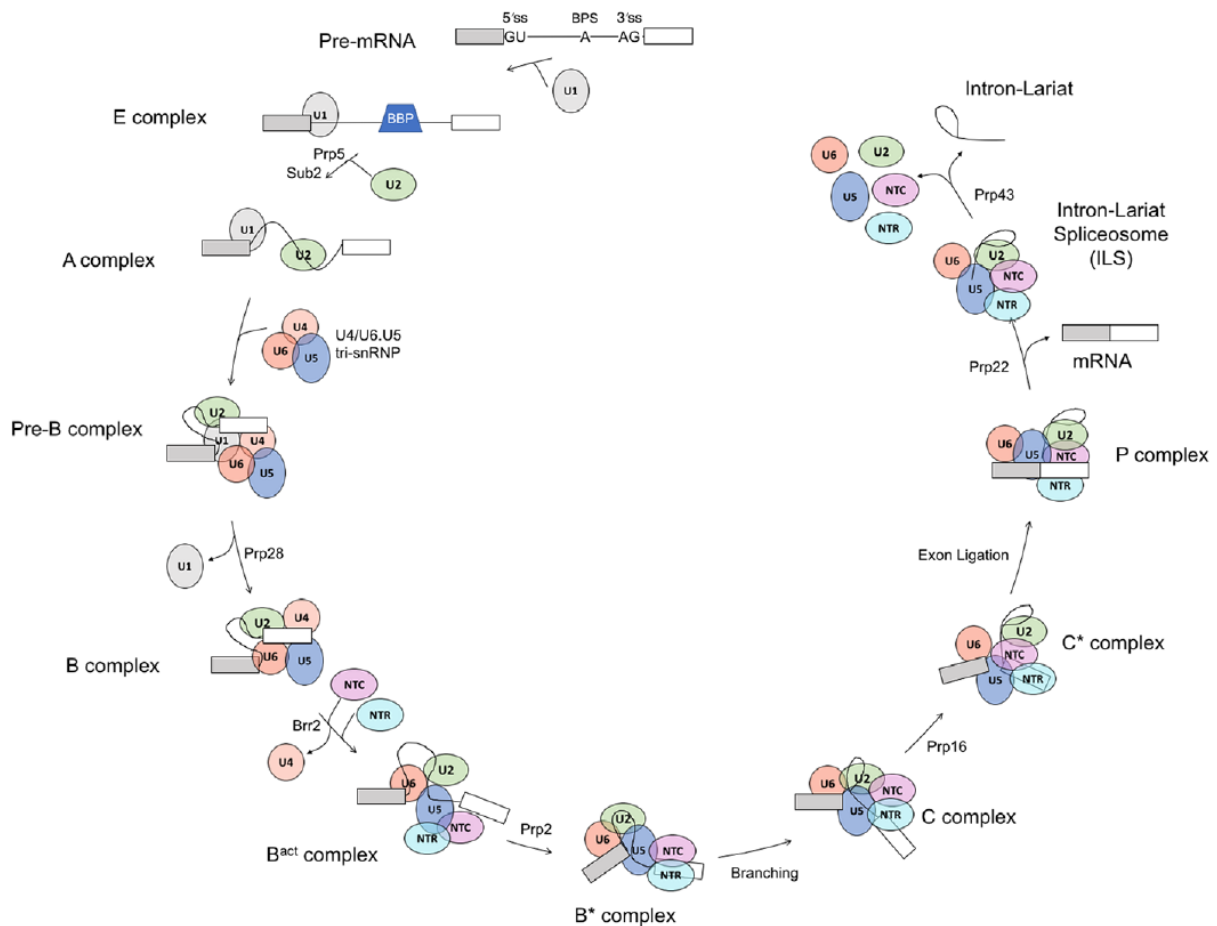 5′ss BPS 3′ss
Pre-mRNA
GU A AG
U1
E complex
U1
BBP
Prp5
Sub2
U2
A complex
U1
U2
U4
U6
U5
U4/U6.U5
tri-snRNP
Pre-B complex
U2
U1
U4
U6
U5
U1
Prp28
B complex
U2
U4
U6
U5
NTC
NTR
Brr2
U4
Bact complex
U6
U2
U5
NTR
NTC
Prp2
B* complex
U2
U6
U5
NTC
NTR
Branching
C complex
U6
U2
U5
NTC
NTR
Prp16
C* complex
U6
U2
NTC
U5
NTR
Exon Ligation
P complex
U6
U5
U2
NTC
NTR
Prp22
mRNA
Intron-Lariat
Spliceosome
(ILS)
U6
U2
U5
NTC
NTR
Prp43
U6
U2
U5
NTC
NTR
Intron-Lariat